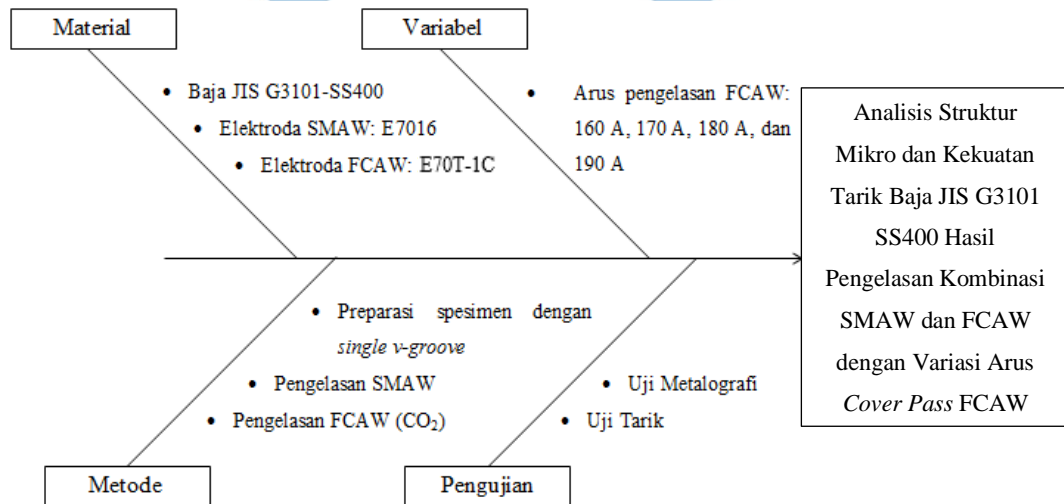 Material
Variabel
• Baja JIS G3101-SS400
• Elektroda SMAW: E7016
• Elektroda FCAW: E70T-1C
• Arus pengelasan FCAW:
160 A, 170 A, 180 A, dan
190 A
Analisis Struktur
Mikro dan Kekuatan
Tarik Baja JIS G3101
SS400 Hasil
Pengelasan Kombinasi
SMAW dan FCAW
dengan Variasi Arus
Cover Pass FCAW
• Preparasi spesimen dengan
single v-groove
• Pengelasan SMAW
• Pengelasan FCAW (CO₂)
• Uji Metalografi
• Uji Tarik
Metode
Pengujian